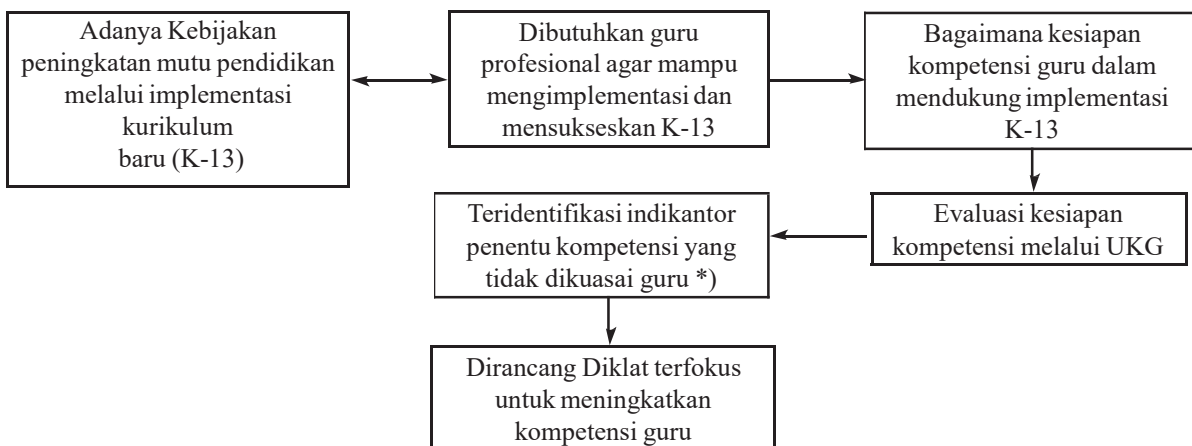 Adanya Kebijakan
peningkatan mutu pendidikan
melalui implementasi
kurikulum
baru (K-13)
Dibutuhkan guru
profesional agar mampu
mengimplementasi dan
mensukseskan K-13
Bagaimana kesiapan
kompetensi guru dalam
mendukung implementasi
K-13
Evaluasi kesiapan
kompetensi melalui UKG
Teridentifikasi indikantor
penentu kompetensi yang
tidak dikuasai guru *)
Dirancang Diklat terfokus
untuk meningkatkan
kompetensi guru